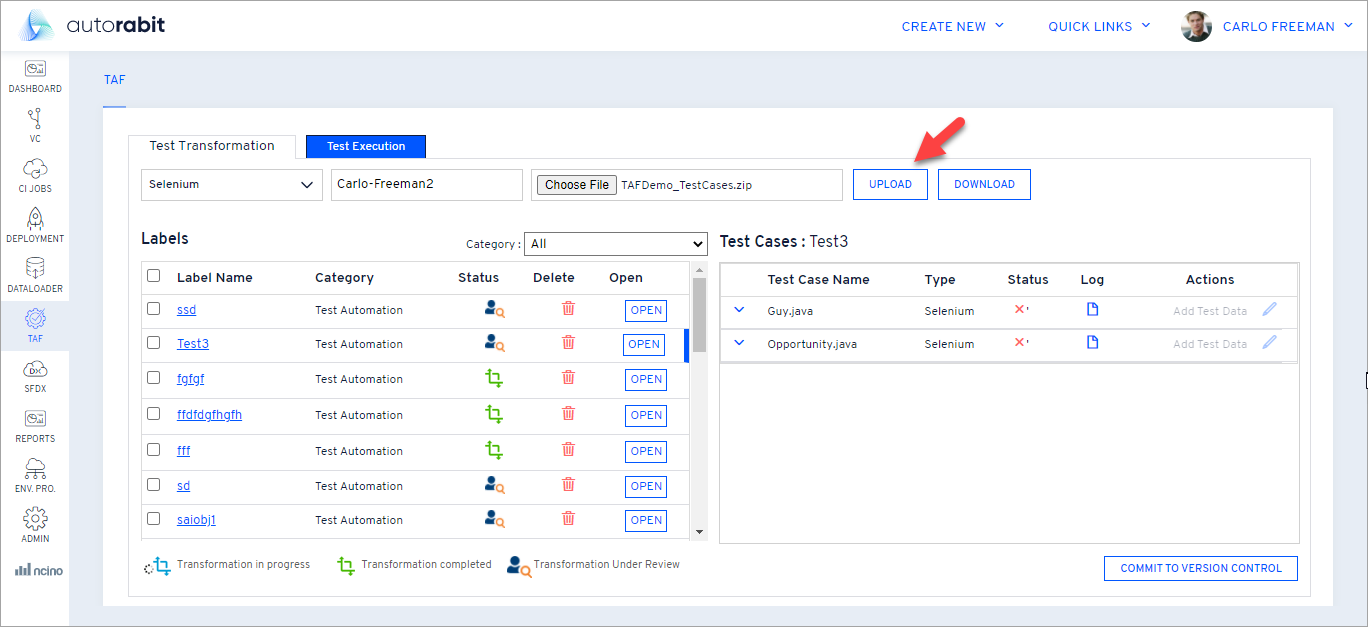 autorabit
CREATE NEW
QUICK LINKS
CARLO FREEMAN
DASHBOARD
VC
CI JOBS
DEPLOYMENT
DATALOADER
TAF
SFDX
REPORTS
ENV. PRO.
ADMIN
ncino
TAF
Test Transformation
Test Execution
Selenium
Carlo-Freeman2
Choose File TAFDemo_TestCases.zip
UPLOAD
DOWNLOAD
Labels
Category : All
Label Name Category Status Delete Open
ssd Test Automation OPEN
Test3 Test Automation OPEN
fgfgf Test Automation OPEN
ffdfdgfhgfh Test Automation OPEN
fff Test Automation OPEN
sd Test Automation OPEN
saiobj1 Test Automation OPEN
Transformation in progress
Transformation completed
Transformation Under Review
Test Cases : Test3
Test Case Name Type Status Log Actions
Guy.java Selenium Add Test Data
Opportunity.java Selenium Add Test Data
COMMIT TO VERSION CONTROL